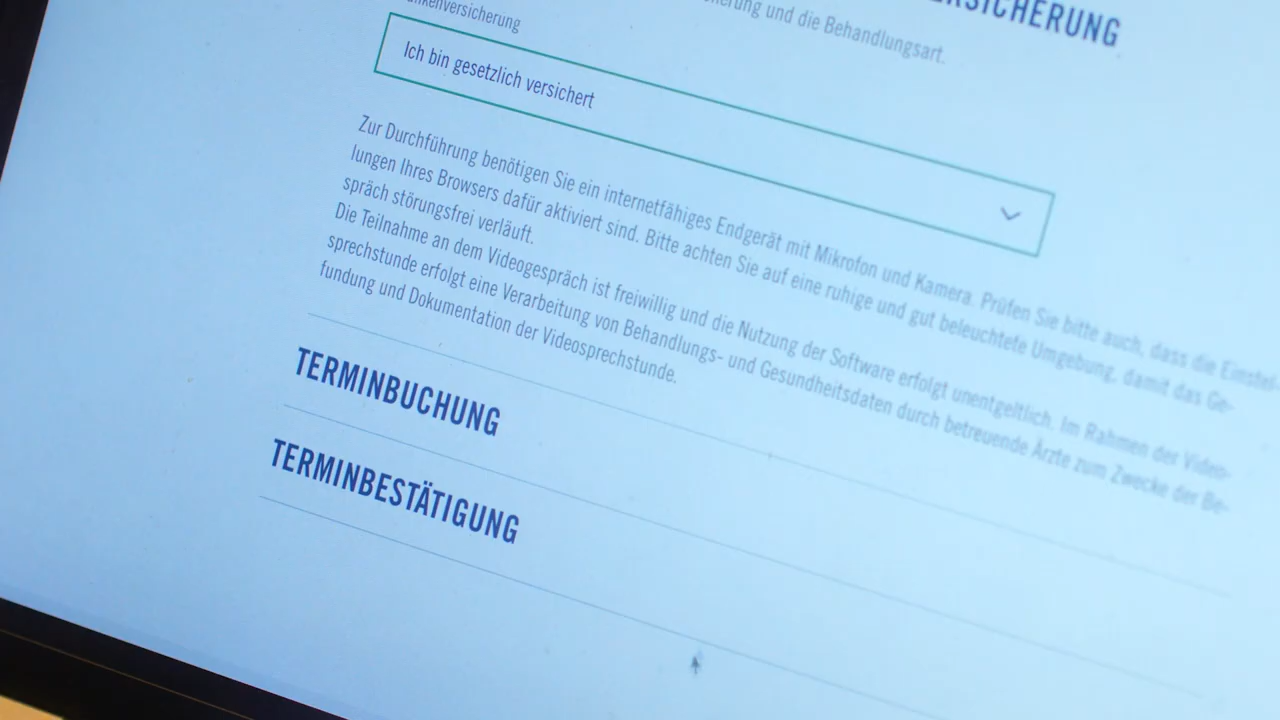 ERSICHERUNG
erung und die Behandlungsart.
nkenversicherung
Ich bin gesetzlich versichert
Zur Durchführung benötigen Sie ein internetfähiges Endgerät mit Mikrofon und Kamera. Prüfen Sie bitte auch, dass die Einstel-
lungen Ihres Browsers dafür aktiviert sind. Bitte achten Sie auf eine ruhige und gut beleuchtete Umgebung, damit das Ge-
spräch störungsfrei verläuft.
Die Teilnahme an dem Videogespräch ist freiwillig und die Nutzung der Software erfolgt unentgeltlich. Im Rahmen der Video-
sprechstunde erfolgt eine Verarbeitung von Behandlungs- und Gesundheitsdaten durch betreuende Ärzte zum Zwecke der Be-
fundung und Dokumentation der Videosprechstunde.
TERMINBUCHUNG
TERMINBESTÄTIGUNG